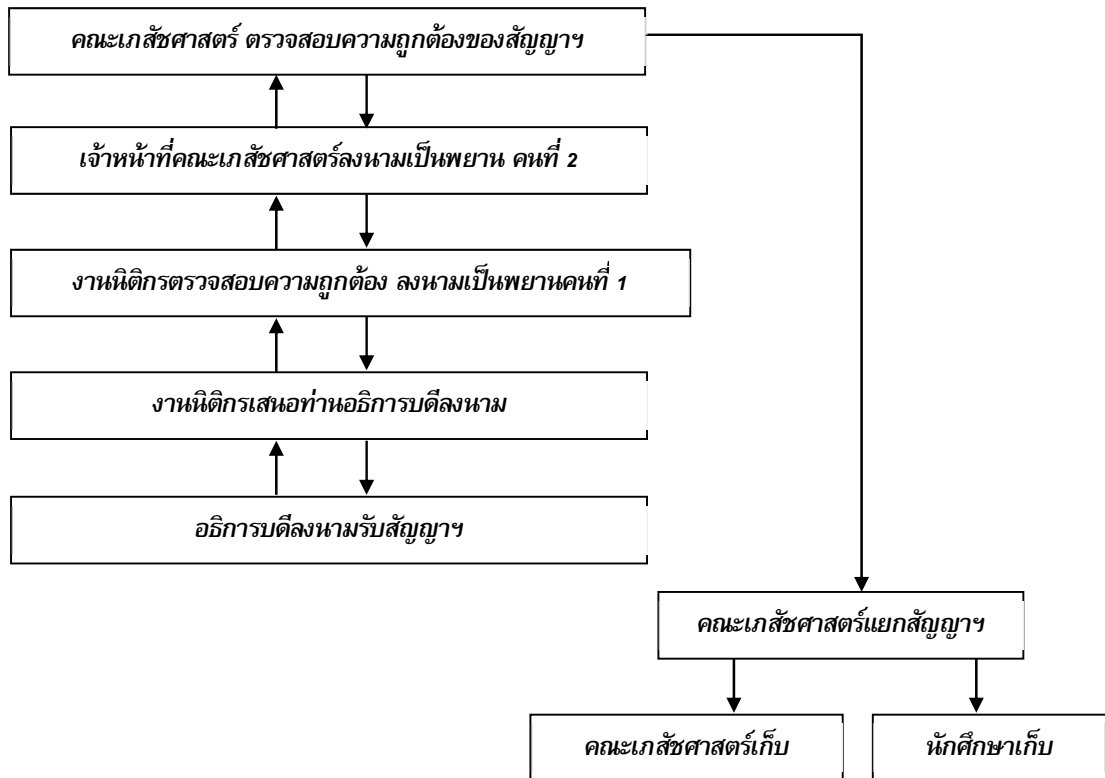 คณะเภสัชศาสตร์ ตรวจสอบความถูกต้องของสัญญาฯ
เจ้าหน้าที่คณะเภสัชศาสตร์ลงนามเป็นพยาน คนที่ 2
งานนิติกรตรวจสอบความถูกต้อง ลงนามเป็นพยานคนที่ 1
งานนิติกรเสนอท่านอธิการบดีลงนาม
อธิการบดีลงนามรับสัญญาฯ
คณะเภสัชศาสตร์แยกสัญญาฯ
คณะเภสัชศาสตร์เก็บ
นักศึกษาเก็บ